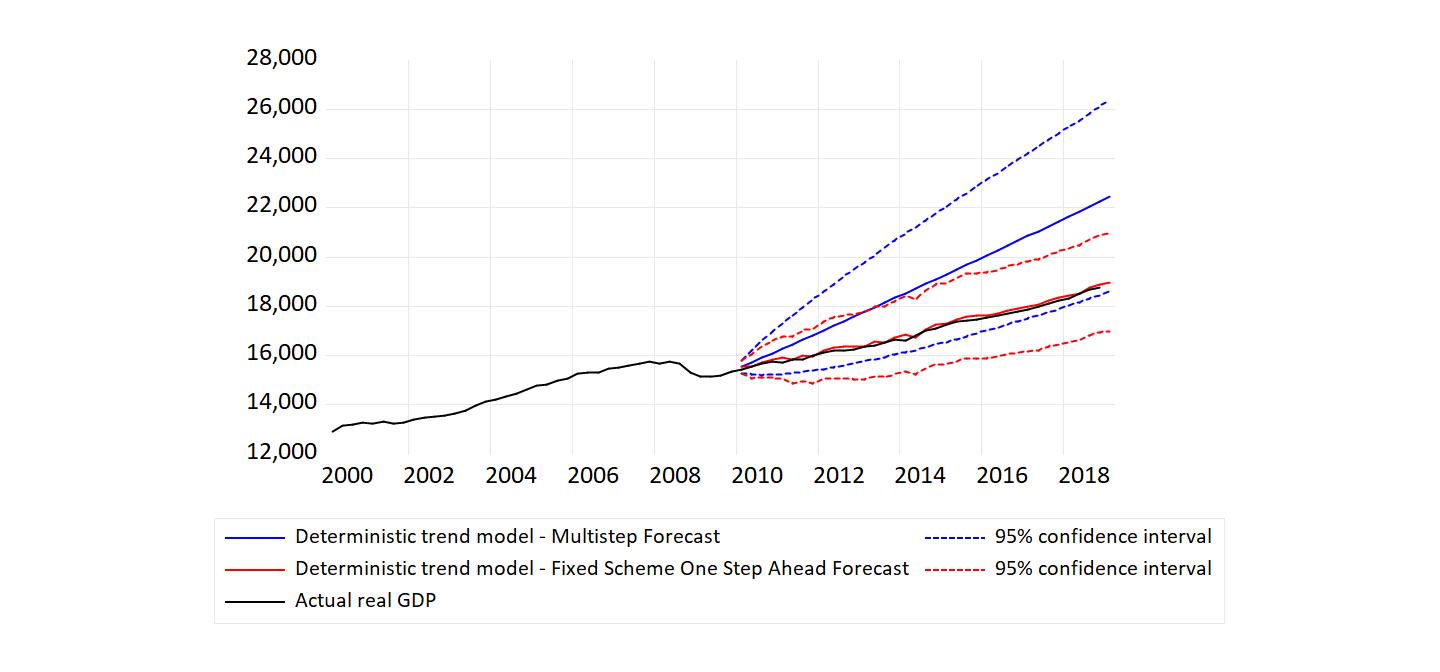 28,000
26,000
24,000
22,000
20,000
18,000
16,000
14,000
12,000
2000 2002 2004 2006 2008 2010 2012 2014 2016 2018
Deterministic trend model - Multistep Forecast 95% confidence interval
Deterministic trend model - Fixed Scheme One Step Ahead Forecast 95% confidence interval
Actual real GDP